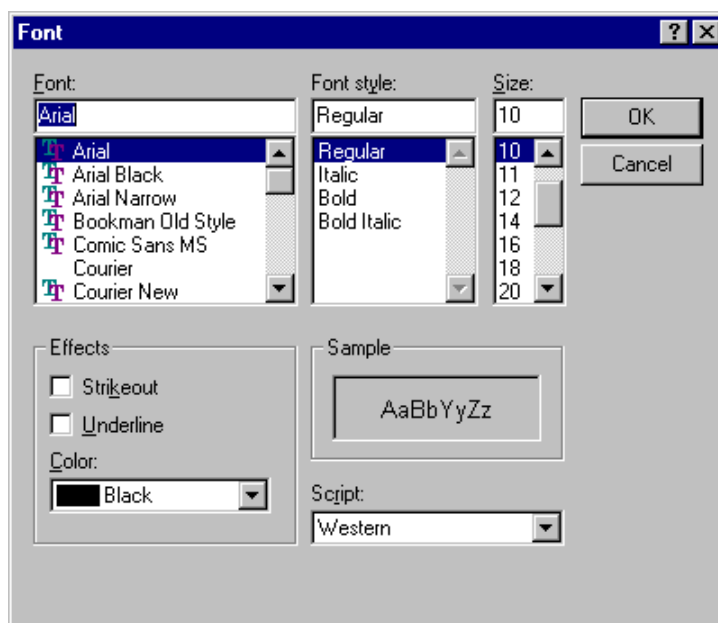 Font
Font:
Font style:
Size:
Arial
Regular
10
OK
Cancel
Arial
Arial Black
Arial Narrow
Bookman Old Style
Comic Sans MS
Courier
Courier New
Regular
Italic
Bold
Bold Italic
10
11
12
14
16
18
20
Effects
Strikeout
Underline
Color:
Black
Sample
AaBbYyZz
Script:
Western